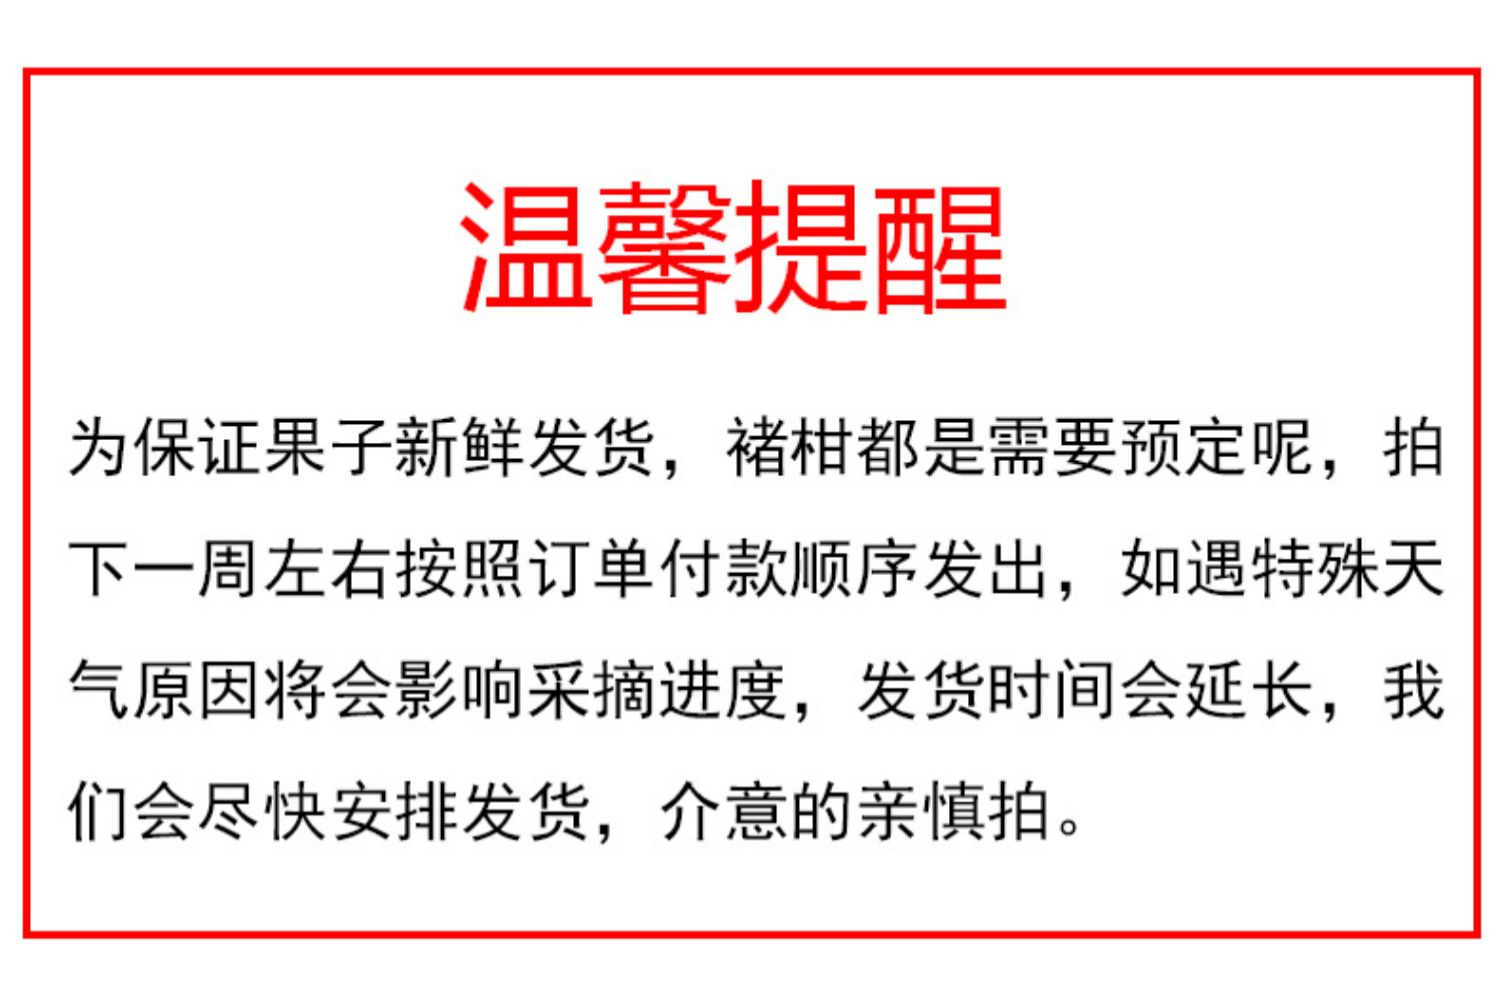 温馨提醒
为保证果子新鲜发货，褚柑都是需要预定呢，拍
下一周左右按照订单付款顺序发出，如遇特殊天
气原因将会影响采摘进度，发货时间会延长，我
们会尽快安排发货，介意的亲慎拍。